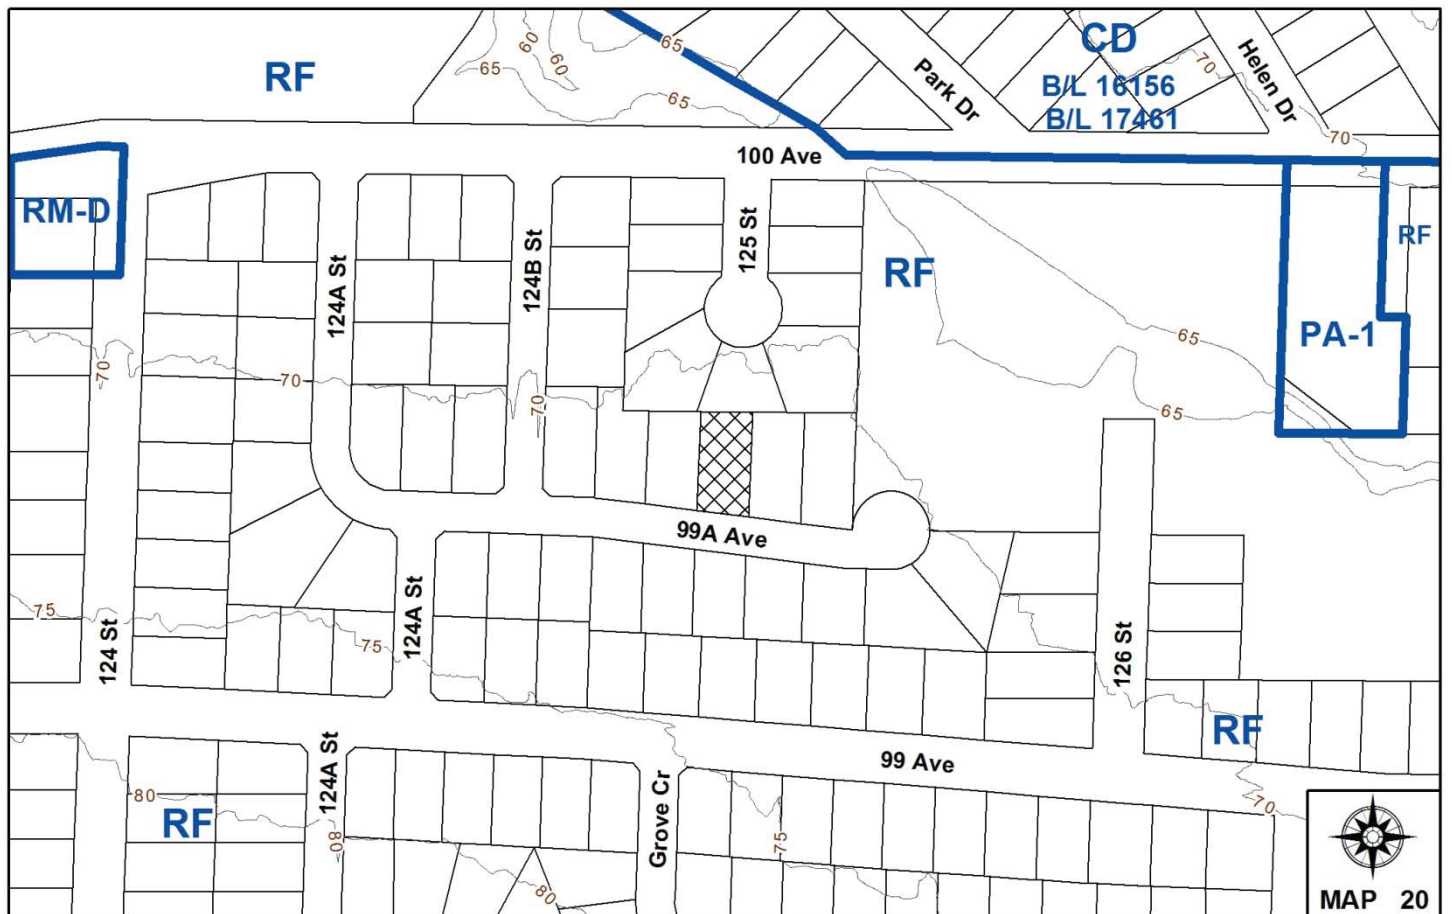 60
65
CD
RF
65
60
70
Helen Dr
65
Park Dr
B/L 16156
65
B/L 17461
70
100 Ave
RM-D
125 St
RF
124B St
RF
124A St
65
PA-1
70
70
70
65
99A Ave
124A St
75
124 St
75
126 St
RF
99 Ave
124A St
Grove Cr
80
70
RF
80
75
80
MAP 20